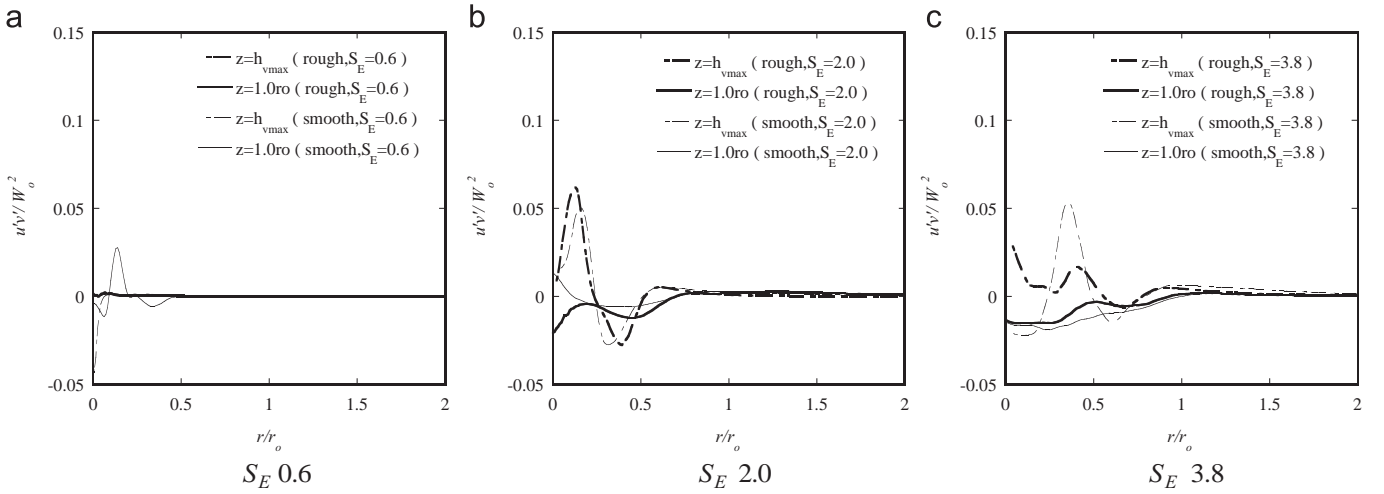 a
0.15
0.1
0.05
0
-0.05
u'v'/W_o^2
z=h_vmax ( rough,S_E=0.6 )
z=1.0ro ( rough,S_E=0.6 )
z=h_vmax ( smooth,S_E=0.6 )
z=1.0ro ( smooth,S_E=0.6 )
0 0.5 1 1.5 2
r/r_o
S_E 0.6
b
0.15
0.1
0.05
0
-0.05
u'v'/W_o^2
z=h_vmax ( rough,S_E=2.0 )
z=1.0ro ( rough,S_E=2.0 )
z=h_vmax ( smooth,S_E=2.0 )
z=1.0ro ( smooth,S_E=2.0 )
0 0.5 1 1.5 2
r/r_o
S_E 2.0
c
0.15
0.1
0.05
0
-0.05
u'v'/W_o^2
z=h_vmax ( rough,S_E=3.8 )
z=1.0ro ( rough,S_E=3.8 )
z=h_vmax ( smooth,S_E=3.8 )
z=1.0ro ( smooth,S_E=3.8 )
0 0.5 1 1.5 2
r/r_o
S_E 3.8